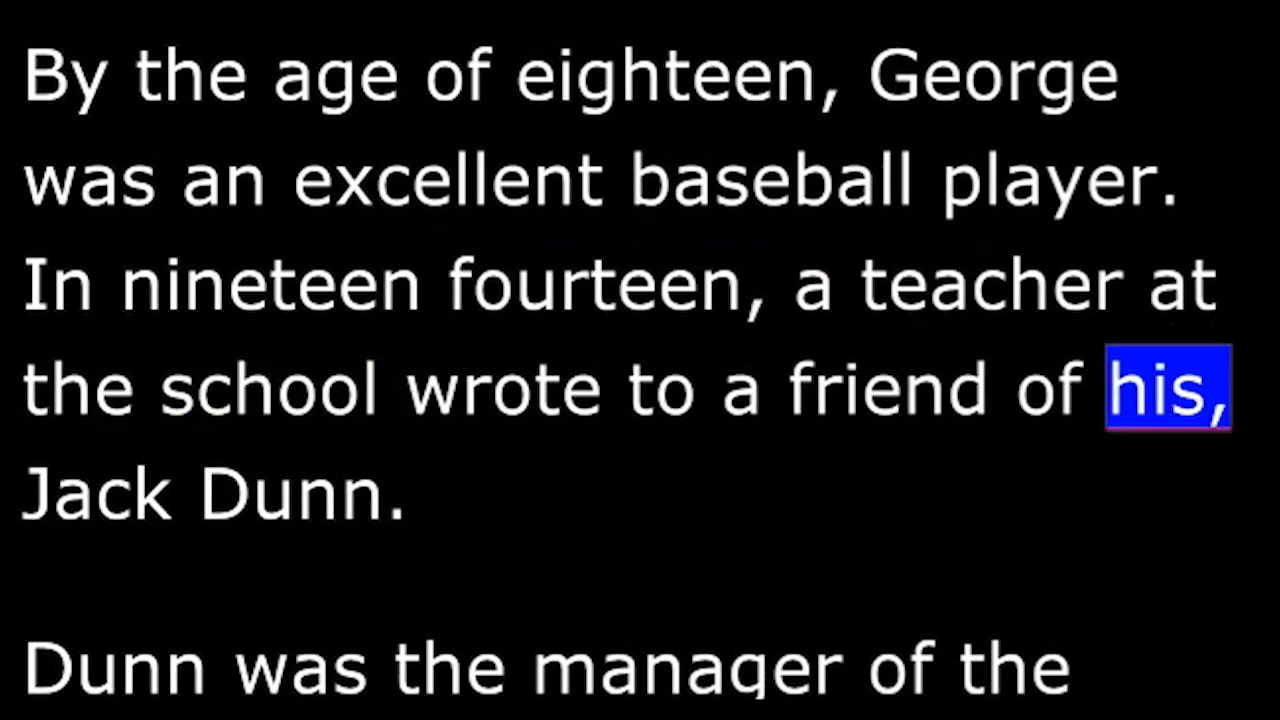 By the age of eighteen, George
was an excellent baseball player.
In nineteen fourteen, a teacher at
the school wrote to a friend of his,
Jack Dunn.
Dunn was the manager of the